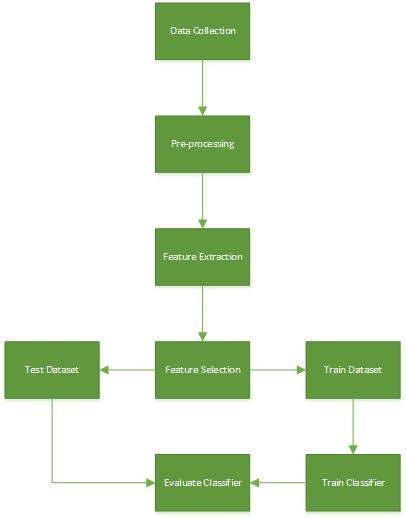 Data Collection
Pre-processing
Feature Extraction
Test Dataset
Feature Selection
Train Dataset
Evaluate Classifier
Train Classifier